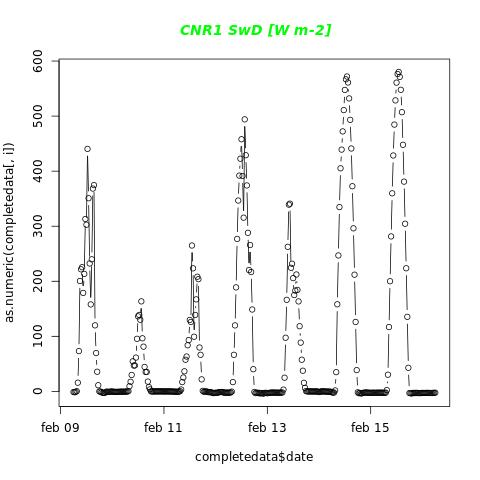 CNR1 SwD [W m-2]
600
500
400
300
200
100
0
as.numeric(completedata[, i])
feb 09 feb 11 feb 13 feb 15
completedata$date